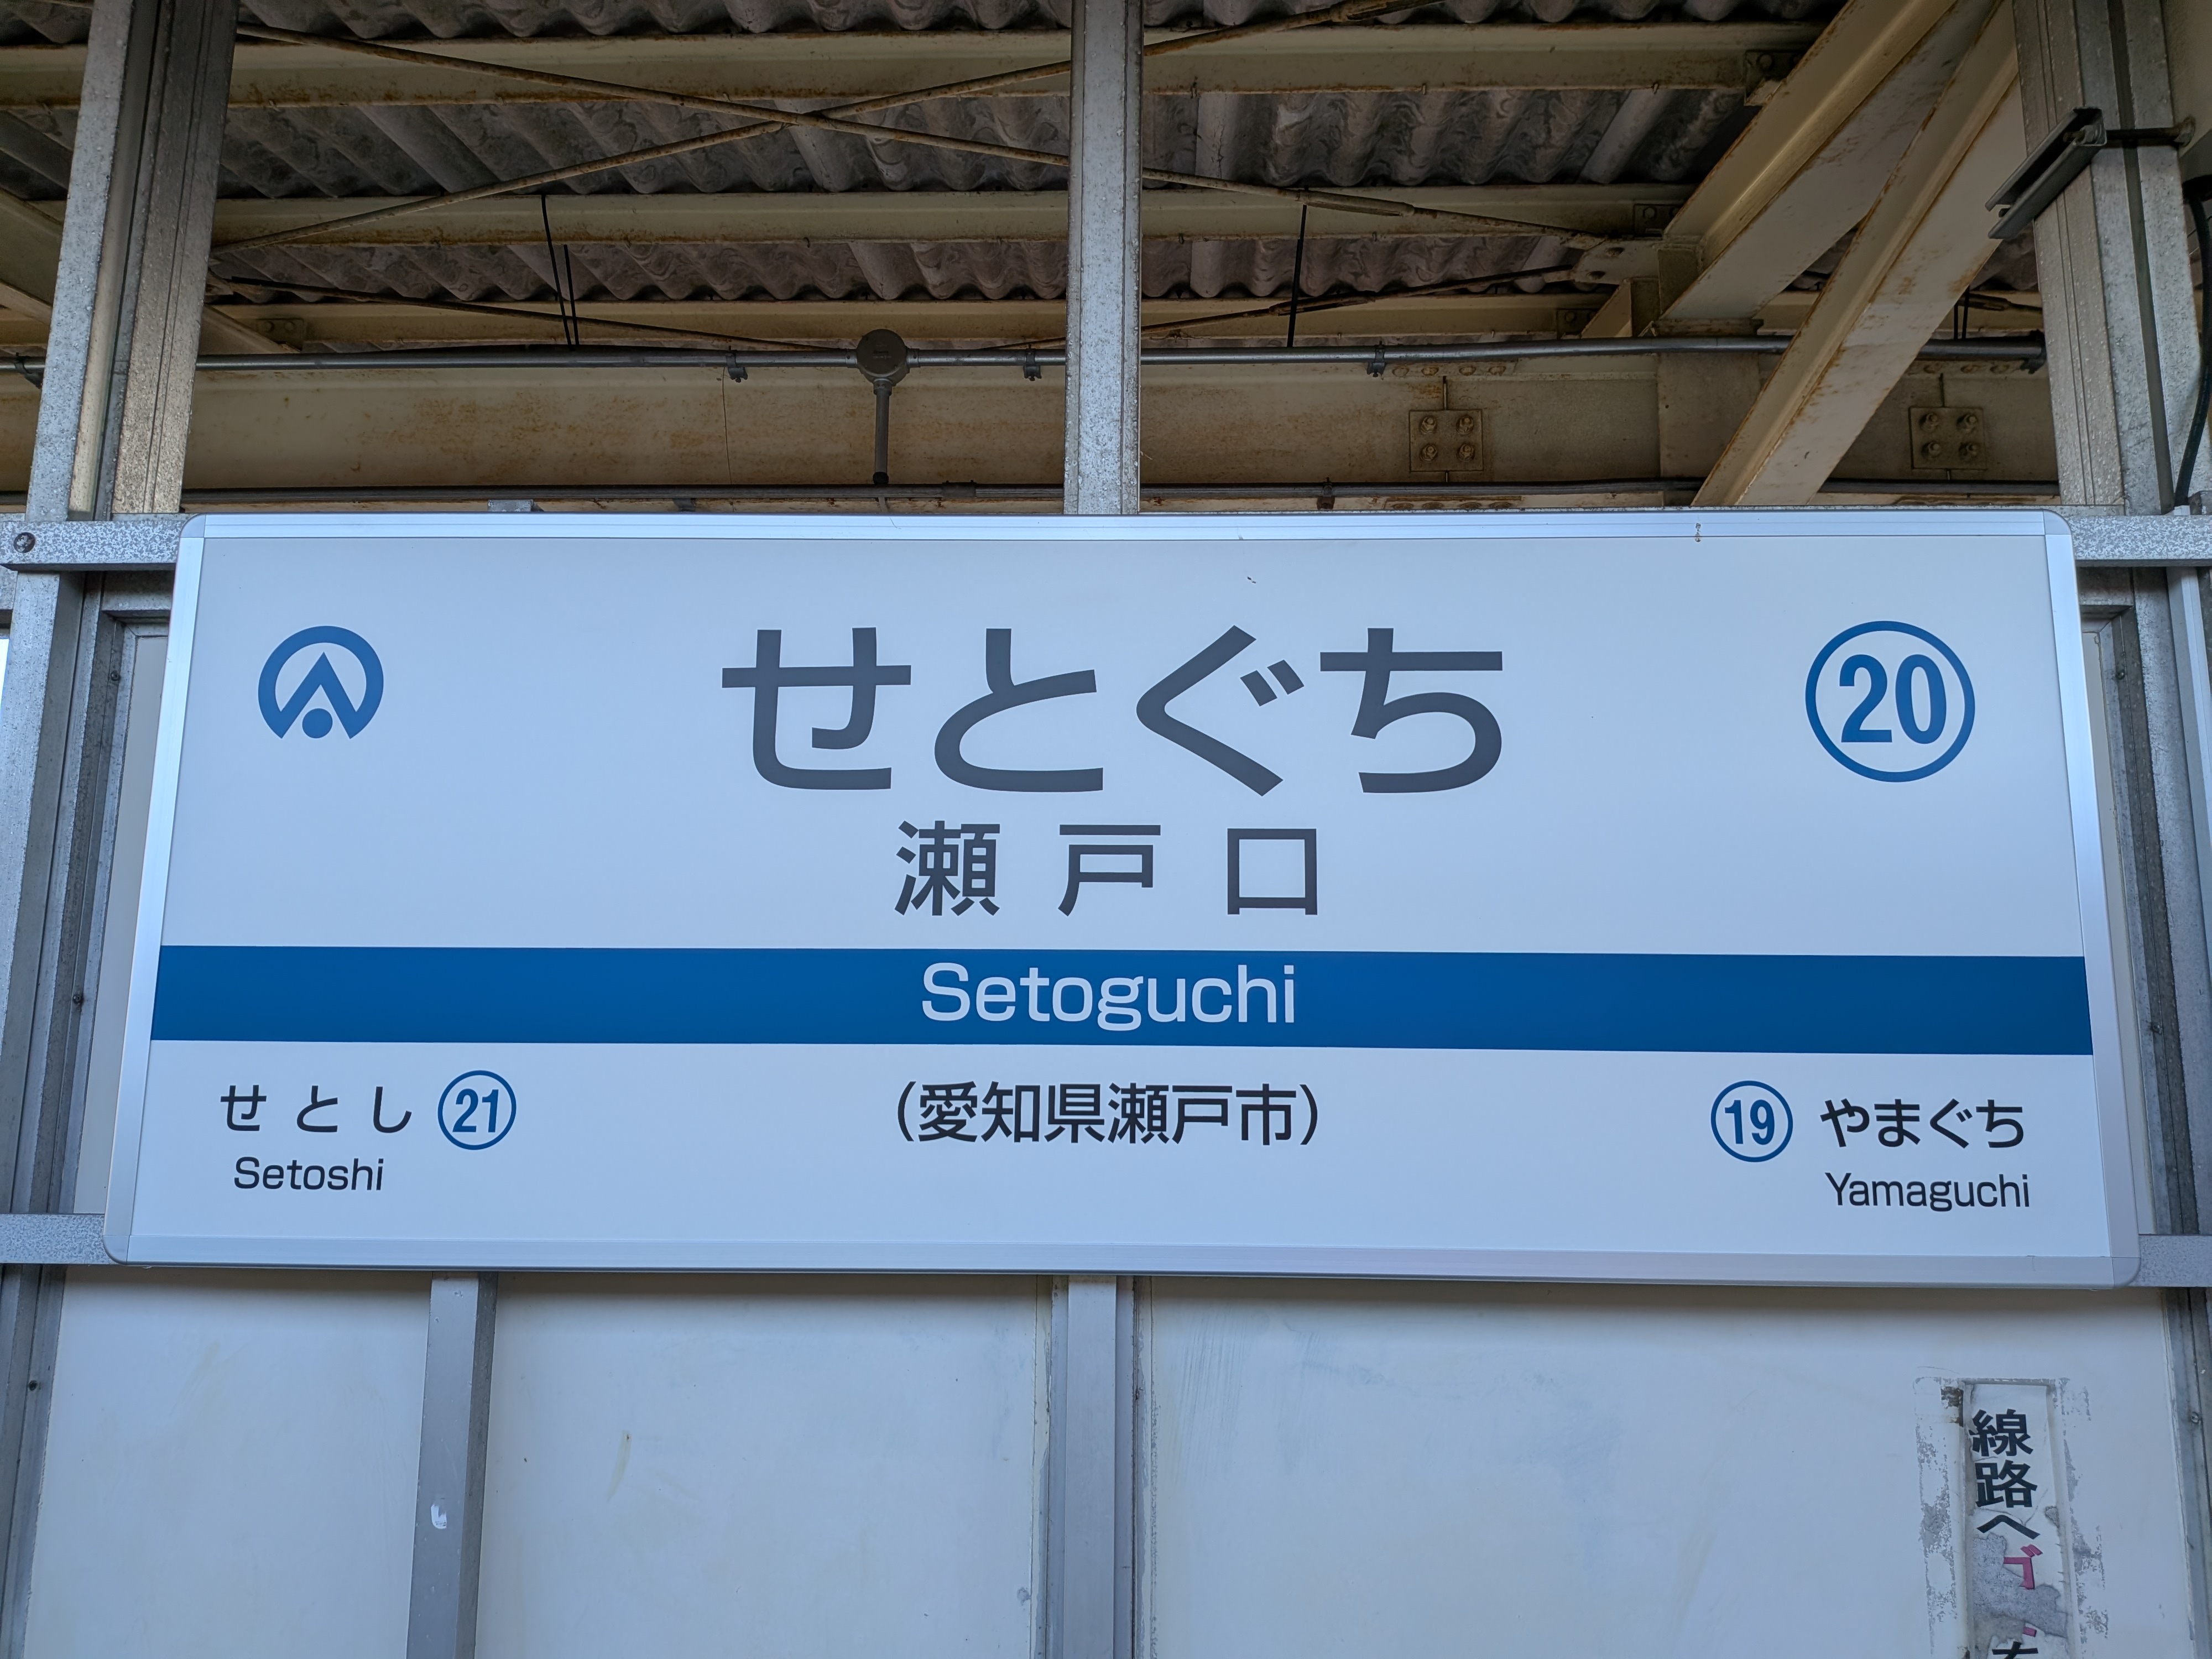 せとぐち
20
瀬戸口
Setoguchi
せとし 21
Setoshi
(愛知県瀬戸市)
19 やまぐち
Yamaguchi
線路へゴ